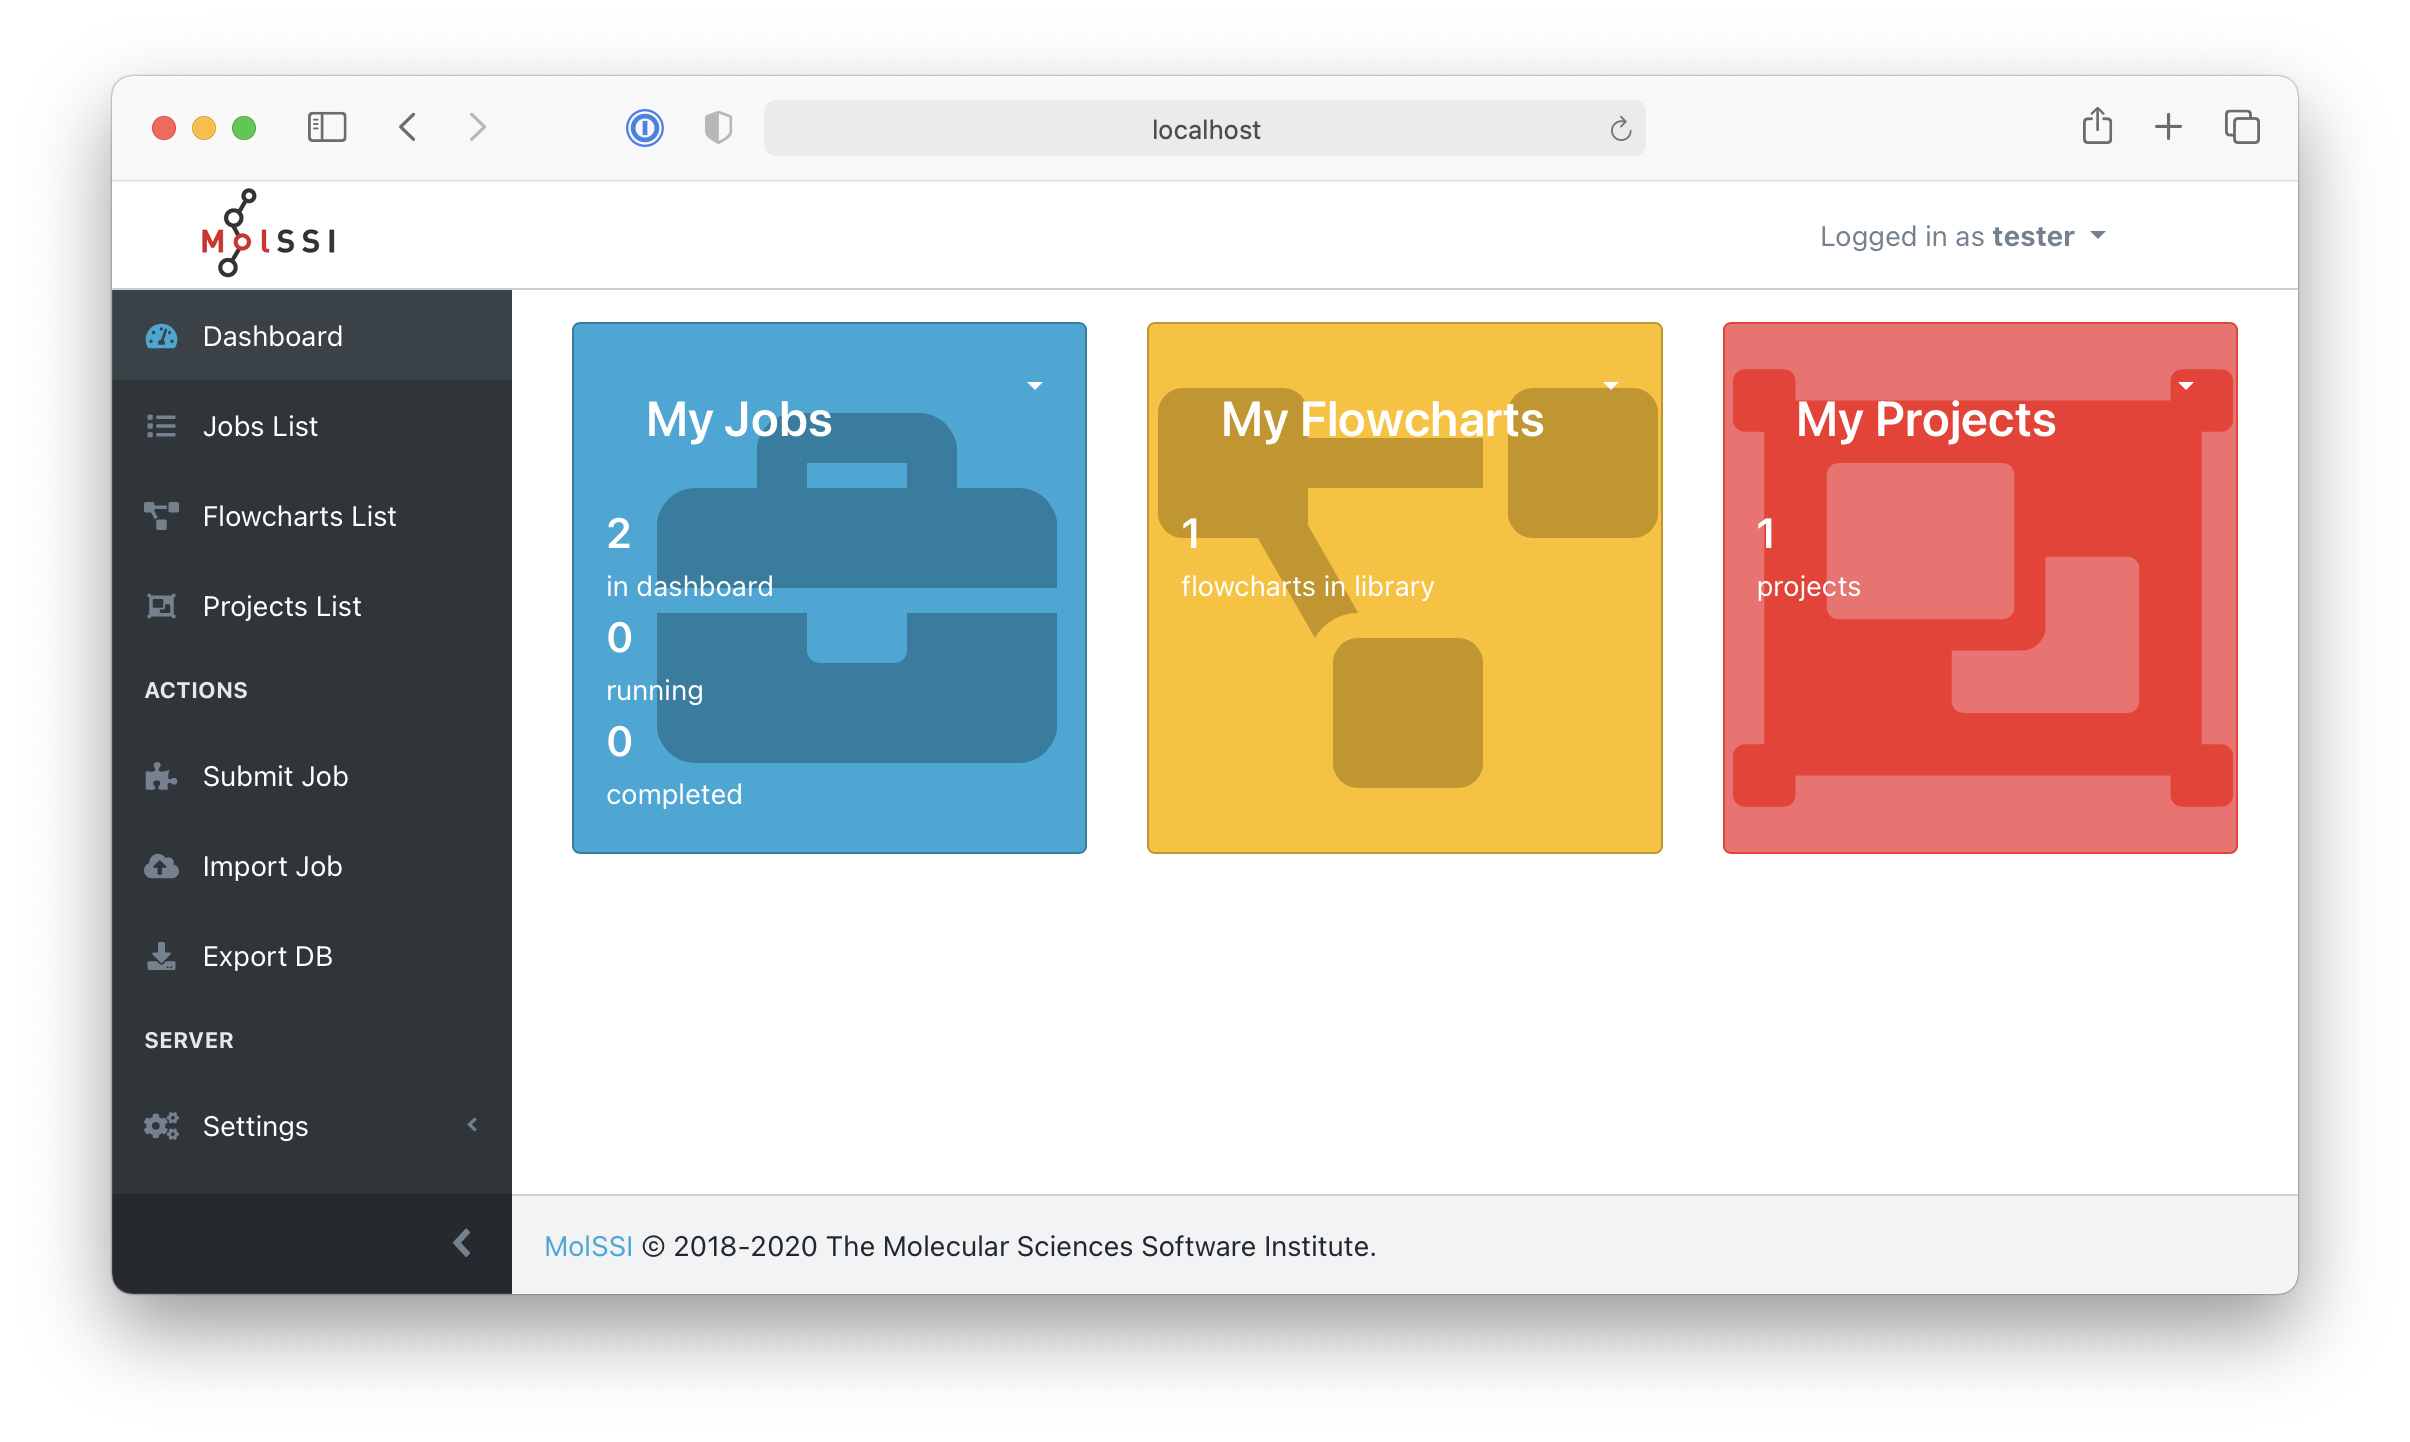 localhost
MolSSI
Logged in as tester
Dashboard
Jobs List
Flowcharts List
Projects List
ACTIONS
Submit Job
Import Job
Export DB
SERVER
Settings
My Jobs
2
in dashboard
0
running
0
completed
My Flowcharts
1
flowcharts in library
My Projects
1
projects
MolSSI © 2018-2020 The Molecular Sciences Software Institute.